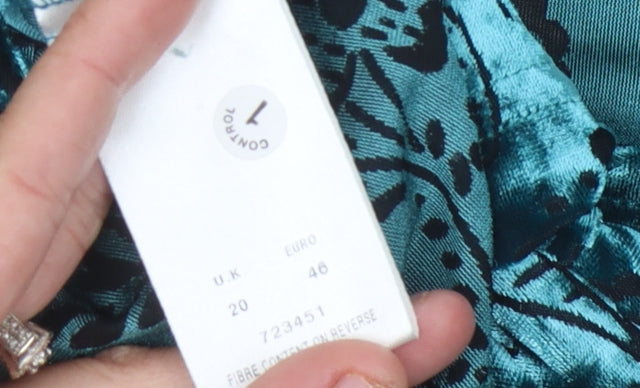 1
CONTROL
U.K EURO
20 46
723451
FIBRE CONTENT ON REVERSE